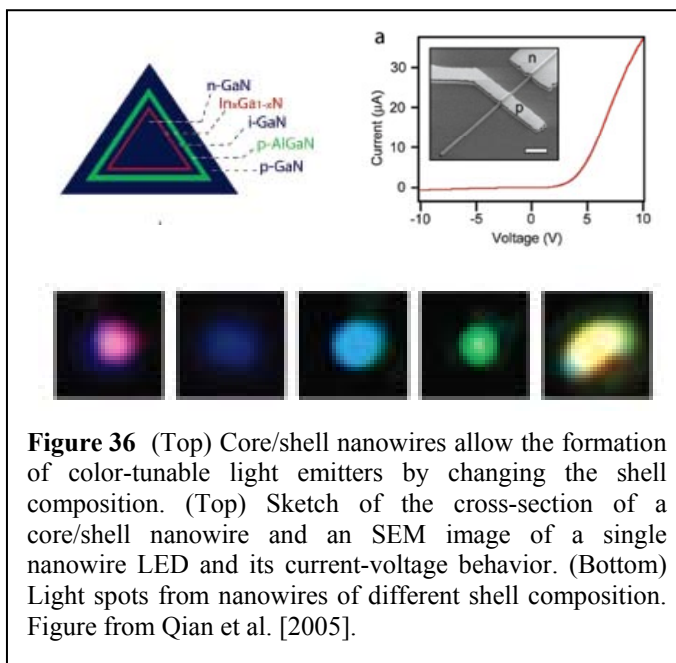 a
n-GaN
InxGa1-xN
i-GaN
p-AlGaN
p-GaN
Current (µA)
30
20
10
0
n
p
-10 -5 0 5 10
Voltage (V)
Figure 36 (Top) Core/shell nanowires allow the formation
of color-tunable light emitters by changing the shell
composition. (Top) Sketch of the cross-section of a
core/shell nanowire and an SEM image of a single
nanowire LED and its current-voltage behavior. (Bottom)
Light spots from nanowires of different shell composition.
Figure from Qian et al. [2005].